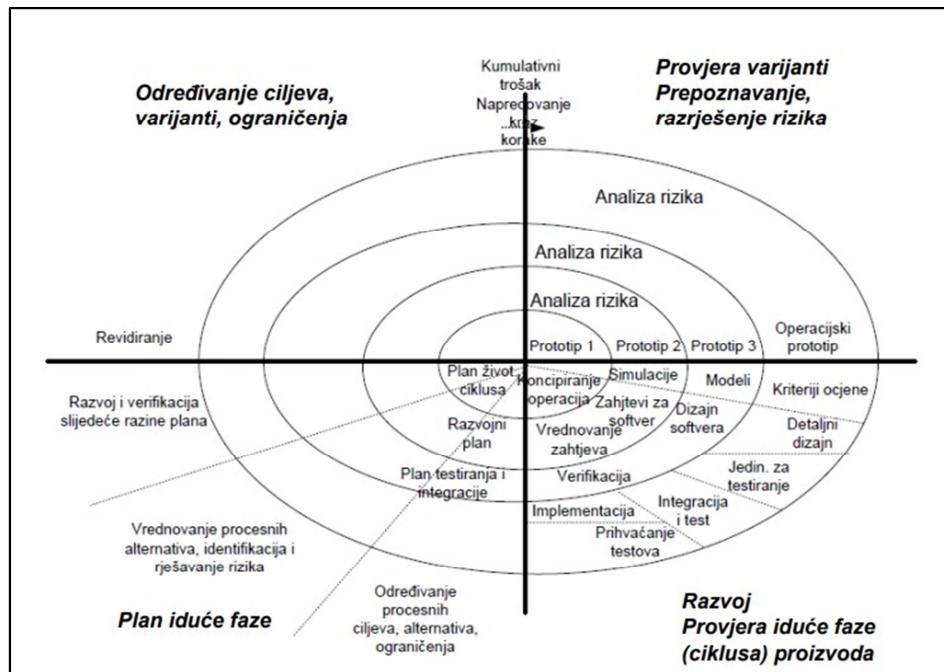 Kumulativni
trošak
Napredovanje
kroz
korake
Određivanje ciljeva,
varijanti, ograničenja
Provjera varijanti
Prepoznavanje,
razrješenje rizika
Analiza rizika
Analiza rizika
Analiza rizika
Revidiranje
Prototip 1
Prototip 2
Prototip 3
Operacijski
prototip
Plan život
ciklusa
Koncipiranje
operacija
Simulacije
Modeli
Kriteriji ocjene
Razvoj i verifikacija
slijedeće razine plana
Razvojni
plan
Zahjtevi za
softver
Dizajn
softvera
Detaljni
dizajn
Vrednovanje
zahtjeva
Plan testiranja i
integracije
Verifikacija
Jedin. za
testiranje
Implementacija
Integracija
i test
Prihvaćanje
testova
Vrednovanje procesnih
alternativa, identifikacija i
rješavanje rizika
Određivanje
procesnih
ciljeva, alternativa,
ograničenja
Plan iduće faze
Razvoj
Provjera iduće faze
(ciklusa) proizvoda